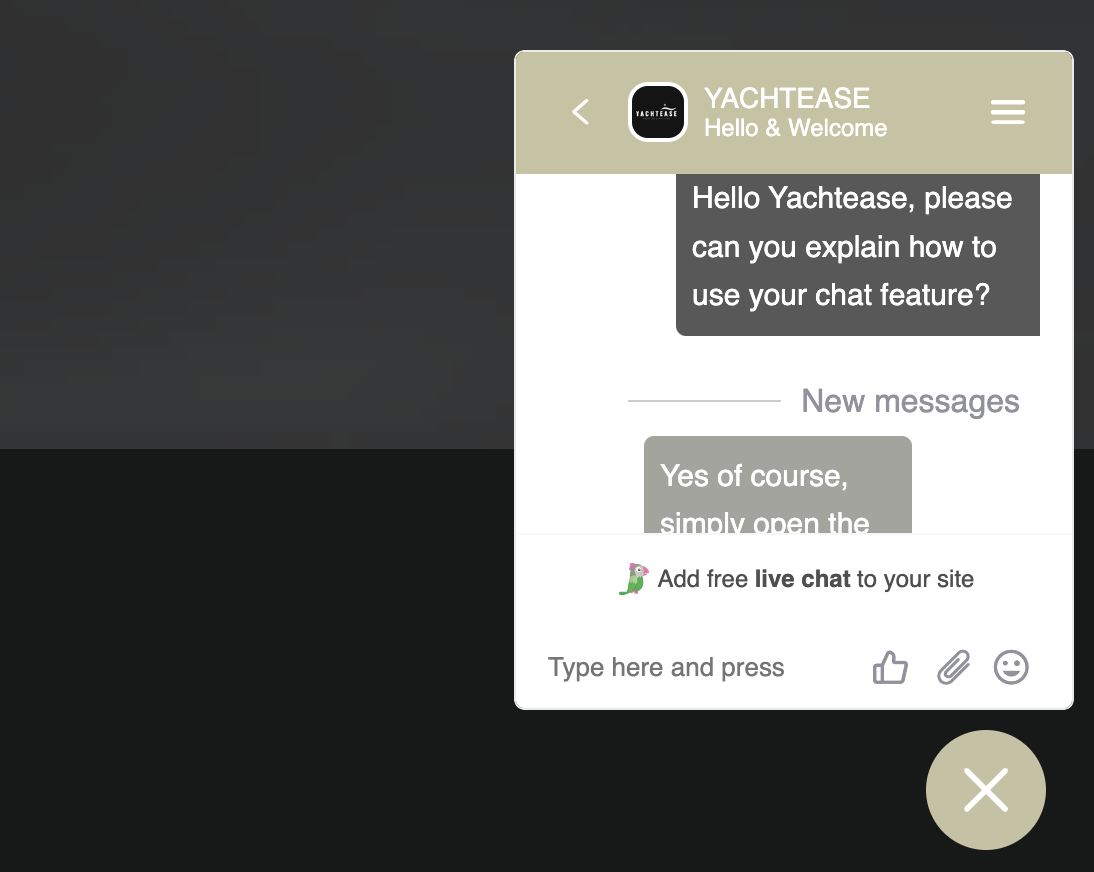 YACHTEASE
YACHTEASE
Hello & Welcome
Hello Yachtease, please
can you explain how to
use your chat feature?
New messages
Yes of course,
simply open the
Add free live chat to your site
Type here and press